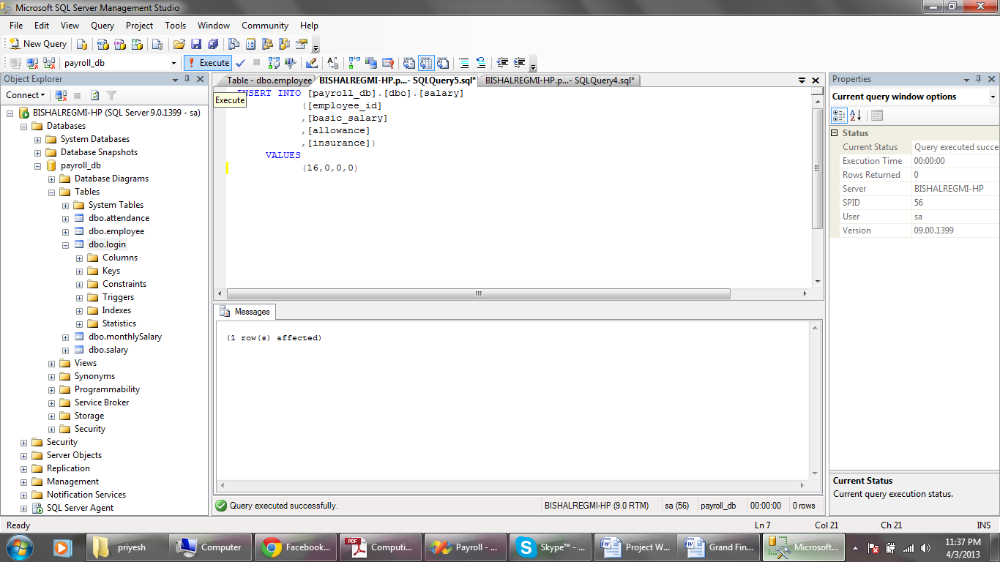 Microsoft SQL Server Management Studio
File Edit View Query Project Tools Window Community Help
New Query
payroll_db Execute
Object Explorer
Connect
BISHALREGMI-HP (SQL Server 9.0.1399 - sa)
Databases
System Databases
Database Snapshots
payroll_db
Database Diagrams
Tables
System Tables
dbo.attendance
dbo.employee
dbo.login
Columns
Keys
Constraints
Triggers
Indexes
Statistics
dbo.monthlySalary
dbo.salary
Views
Synonyms
Programmability
Service Broker
Storage
Security
Security
Server Objects
Replication
Management
Notification Services
SQL Server Agent
Table - dbo.employee BISHALREGMI-HP.p...- SQLQuery5.sql* BISHALREGMI-HP.p...- SQLQuery4.sql*
Execute
INSERT INTO [payroll_db].[dbo].[salary]
([employee_id]
,[basic_salary]
,[allowance]
,[insurance])
VALUES
(16,0,0,0)
Messages
(1 row(s) affected)
Query executed successfully. BISHALREGMI-HP (9.0 RTM) sa (56) payroll_db 00:00:00 0 rows
Properties
Current query window options
Status
Current Status Query executed succe
Execution Time 00:00:00
Rows Returned 0
Server BISHALREGMI-HP
SPID 56
User sa
Version 09.00.1399
Current Status
Current query execution status.
Ready Ln 7 Col 21 Ch 21 INS
priyesh Computer Facebook... Computi... Payroll - ... Skype™ - ... Project W... Grand Fin... Microsoft...
11:37 PM
4/3/2013